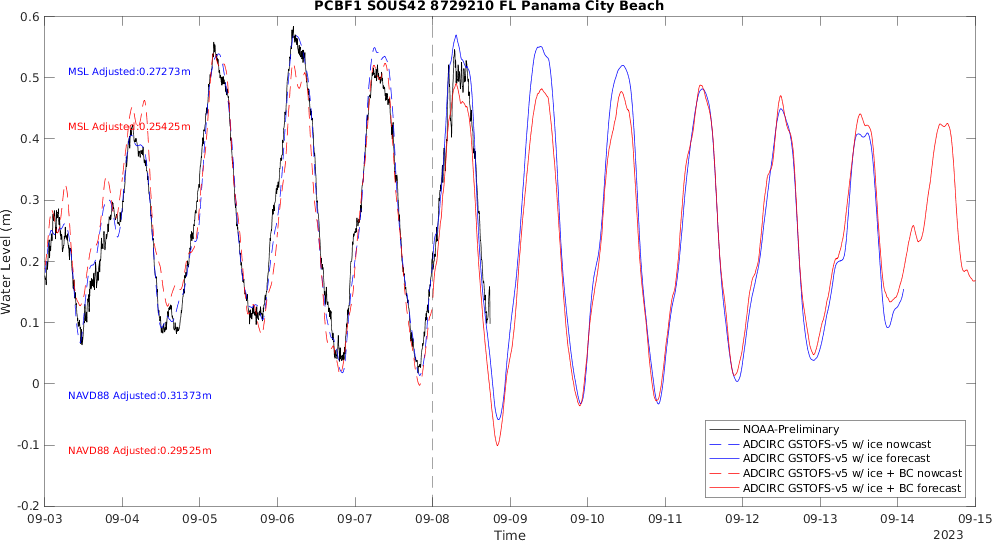 PCBF1 SOUS42 8729210 FL Panama City Beach
0.6
0.5
0.4
0.3
0.2
0.1
0
-0.1
-0.2
Water Level (m)
MSL Adjusted:0.27273m
MSL Adjusted:0.25425m
NAVD88 Adjusted:0.31373m
NAVD88 Adjusted:0.29525m
NOAA-Preliminary
ADCIRC GSTOFS-v5 w/ ice nowcast
ADCIRC GSTOFS-v5 w/ ice forecast
ADCIRC GSTOFS-v5 w/ ice + BC nowcast
ADCIRC GSTOFS-v5 w/ ice + BC forecast
09-03 09-04 09-05 09-06 09-07 09-08 09-09 09-10 09-11 09-12 09-13 09-14 09-15
Time
2023